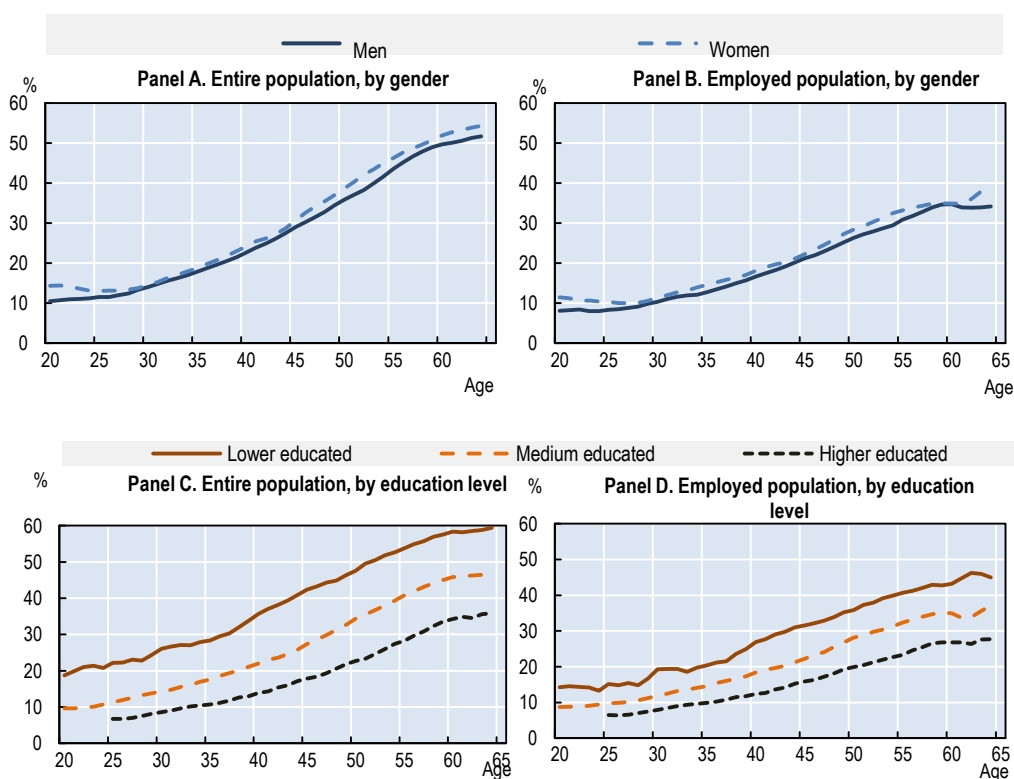 Men Women
% Panel A. Entire population, by gender
60
50
40
30
20
10
0
20 25 30 35 40 45 50 55 60 65
Age
% Panel B. Employed population, by gender
60
50
40
30
20
10
0
20 25 30 35 40 45 50 55 60 65
Age
Lower educated Medium educated Higher educated
% Panel C. Entire population, by education level
60
50
40
30
20
10
0
20 25 30 35 40 45 50 55 60 65
Age
% Panel D. Employed population, by education
level
60
50
40
30
20
10
0
20 25 30 35 40 45 50 55 60 65
Age